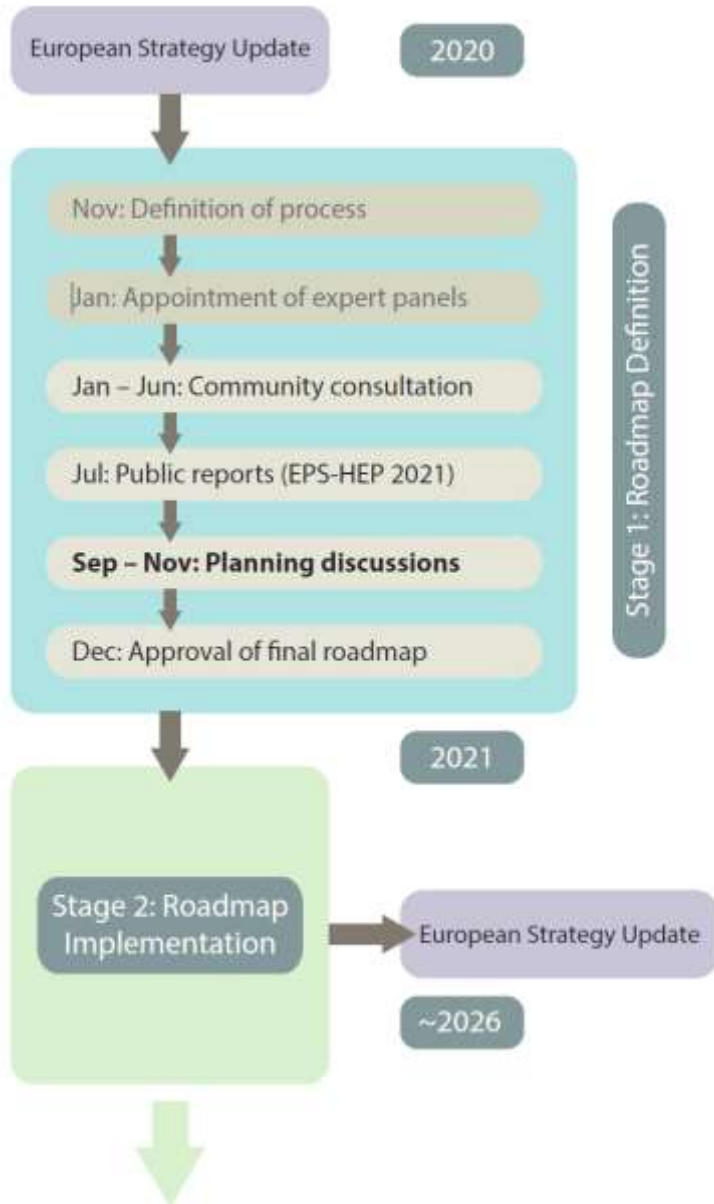 European Strategy Update
2020
Nov: Definition of process
Jan: Appointment of expert panels
Jan – Jun: Community consultation
Jul: Public reports (EPS-HEP 2021)
Sep – Nov: Planning discussions
Dec: Approval of final roadmap
Stage 1: Roadmap Definition
2021
Stage 2: Roadmap
Implementation
European Strategy Update
~2026